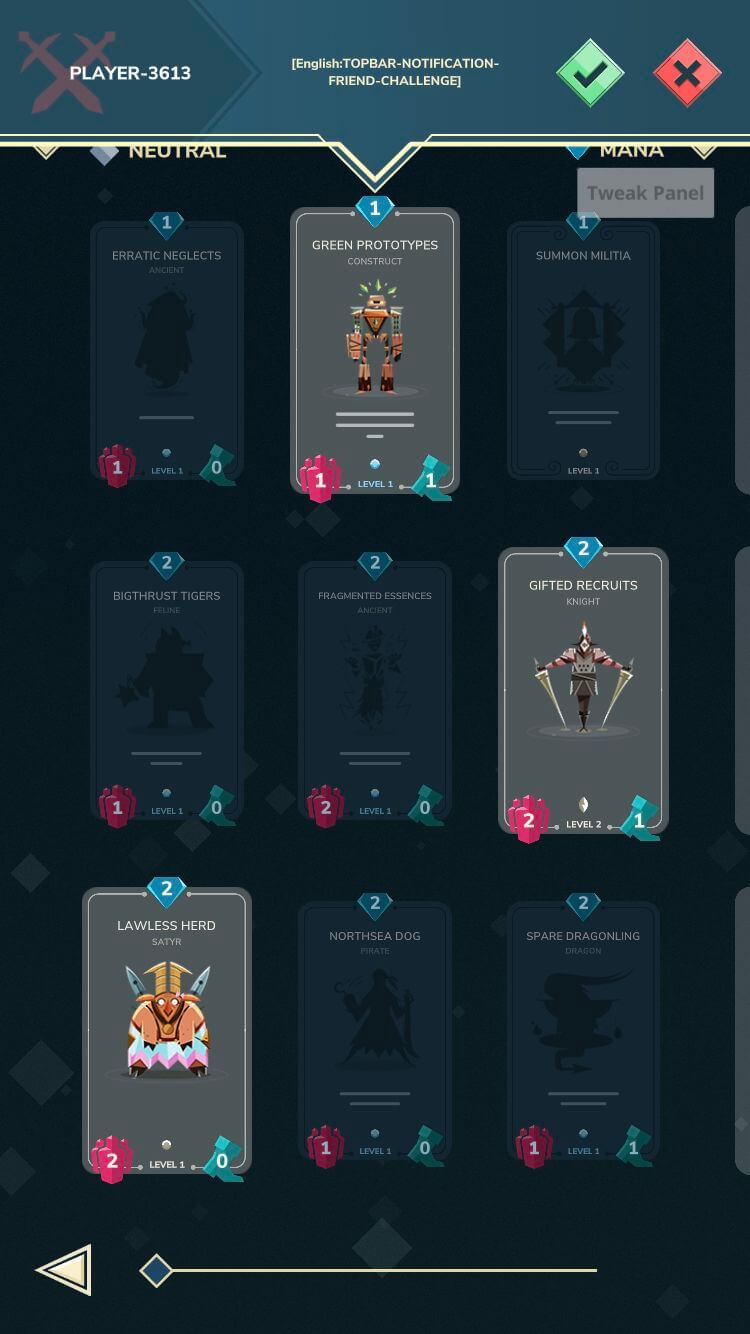 PLAYER-3613
[English:TOPBAR-NOTIFICATION-
FRIEND-CHALLENGE]
NEUTRAL
MANA
Tweak Panel
1
ERRATIC NEGLECTS
ANCIENT
1
LEVEL 1
0
1
GREEN PROTOTYPES
CONSTRUCT
1
LEVEL 1
1
1
SUMMON MILITIA
LEVEL 1
2
BIGTHRUST TIGERS
FELINE
1
LEVEL 1
0
2
FRAGMENTED ESSENCES
ANCIENT
2
LEVEL 1
0
2
GIFTED RECRUITS
KNIGHT
2
LEVEL 2
1
2
LAWLESS HERD
SATYR
2
LEVEL 1
0
2
NORTHSEA DOG
PIRATE
1
LEVEL 1
0
2
SPARE DRAGONLING
DRAGON
1
LEVEL 1
1